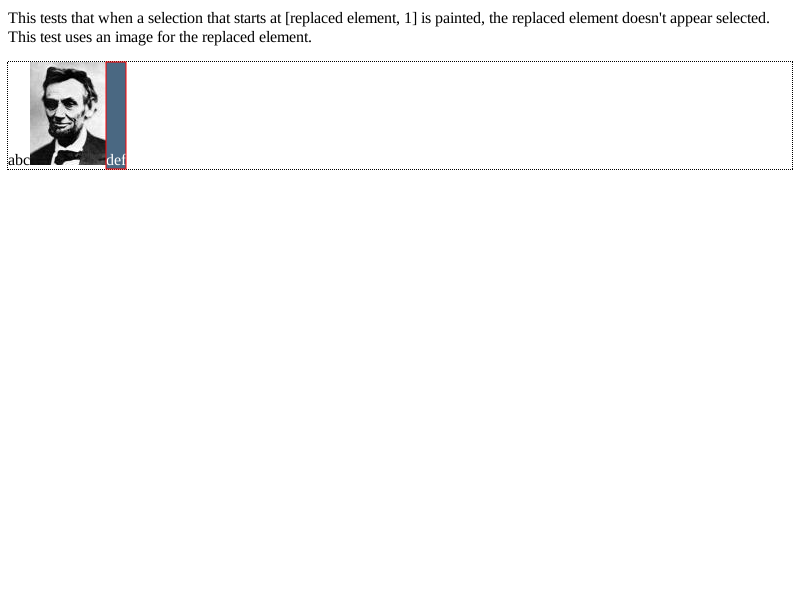 This tests that when a selection that starts at [replaced element, 1] is painted, the replaced element doesn't appear selected.
This test uses an image for the replaced element.
abc def